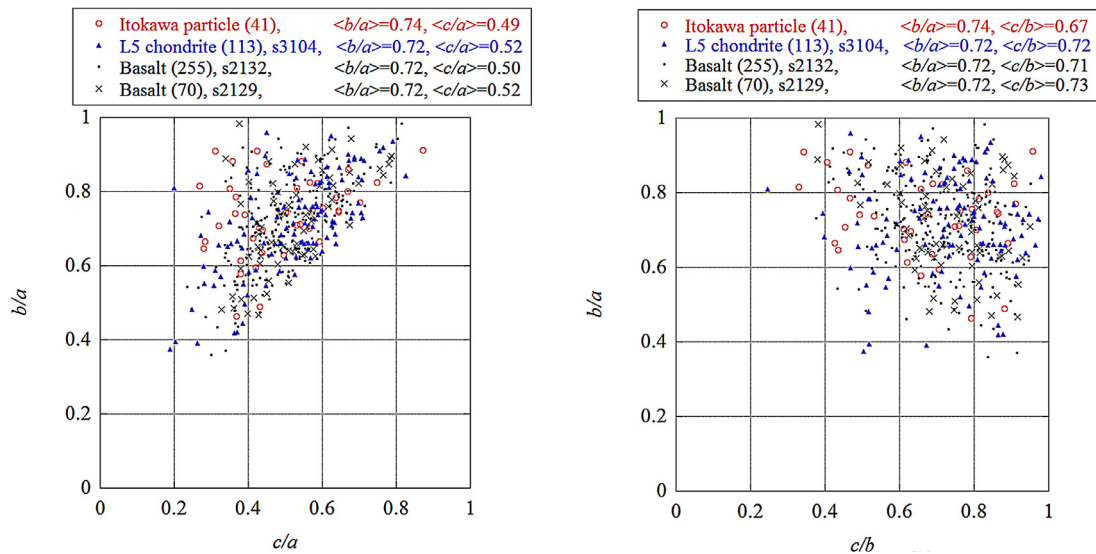 Itokawa particle (41), <b/a>=0.74, <c/a>=0.49
L5 chondrite (113), s3104, <b/a>=0.72, <c/a>=0.52
Basalt (255), s2132, <b/a>=0.72, <c/a>=0.50
Basalt (70), s2129, <b/a>=0.72, <c/a>=0.52
1
0.8
0.6
0.4
0.2
0
b/a
0 0.2 0.4 0.6 0.8 1
c/a
Itokawa particle (41), <b/a>=0.74, <c/b>=0.67
L5 chondrite (113), s3104, <b/a>=0.72, <c/b>=0.72
Basalt (255), s2132, <b/a>=0.72, <c/b>=0.71
Basalt (70), s2129, <b/a>=0.72, <c/b>=0.73
1
0.8
0.6
0.4
0.2
0
b/a
0 0.2 0.4 0.6 0.8 1
c/b